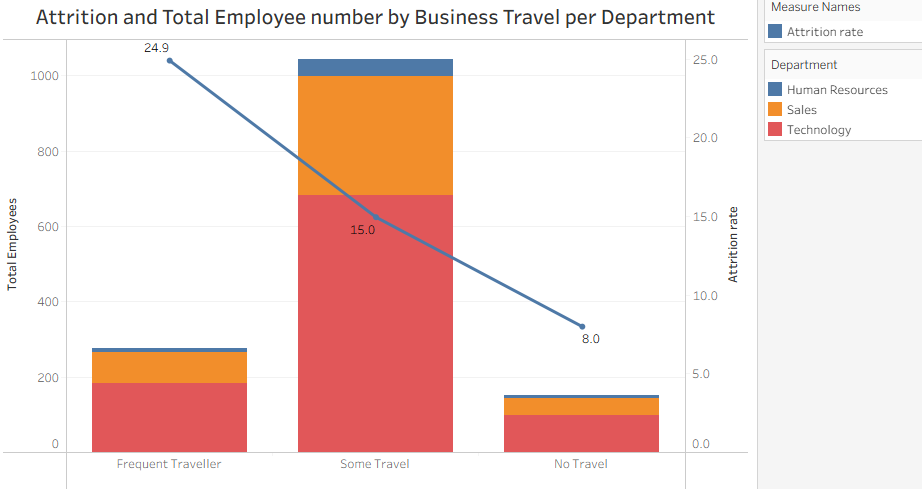 Attrition and Total Employee number by Business Travel per Department
Measure Names
Attrition rate
Department
Human Resources
Sales
Technology
Total Employees
1000
800
600
400
200
0
24.9
15.0
8.0
25.0
20.0
15.0
10.0
5.0
0.0
Attrition rate
Frequent Traveller
Some Travel
No Travel